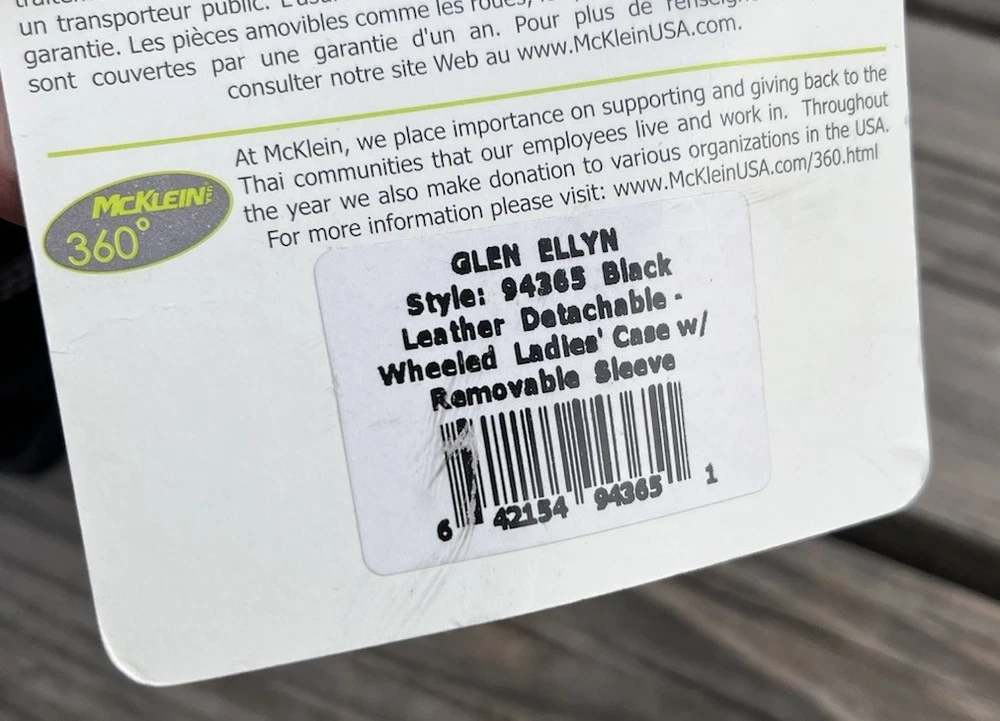 un transporteur public.
garantie. Les pièces amovibles comme les roues,
sont couvertes par une garantie d'un an. Pour plus de
consulter notre site Web au www.McKleinUSA.com.
At McKlein, we place importance on supporting and giving back to the
Thai communities that our employees live and work in. Throughout
the year we also make donation to various organizations in the USA.
For more information please visit: www.McKleinUSA.com/360.html
McKLEIN
360°
GLEN ELLYN
Style: 94365 Black
Leather Detachable -
Wheeled Ladies' Case w/
Removable Sleeve
6 42154 94365 1